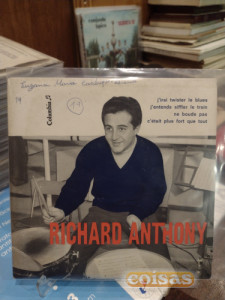 Columbia
j'irai twister le blues
j'entends siffler le train
ne boude pas
c'était plus fort que tout
RICHARD ANTHONY
coisas